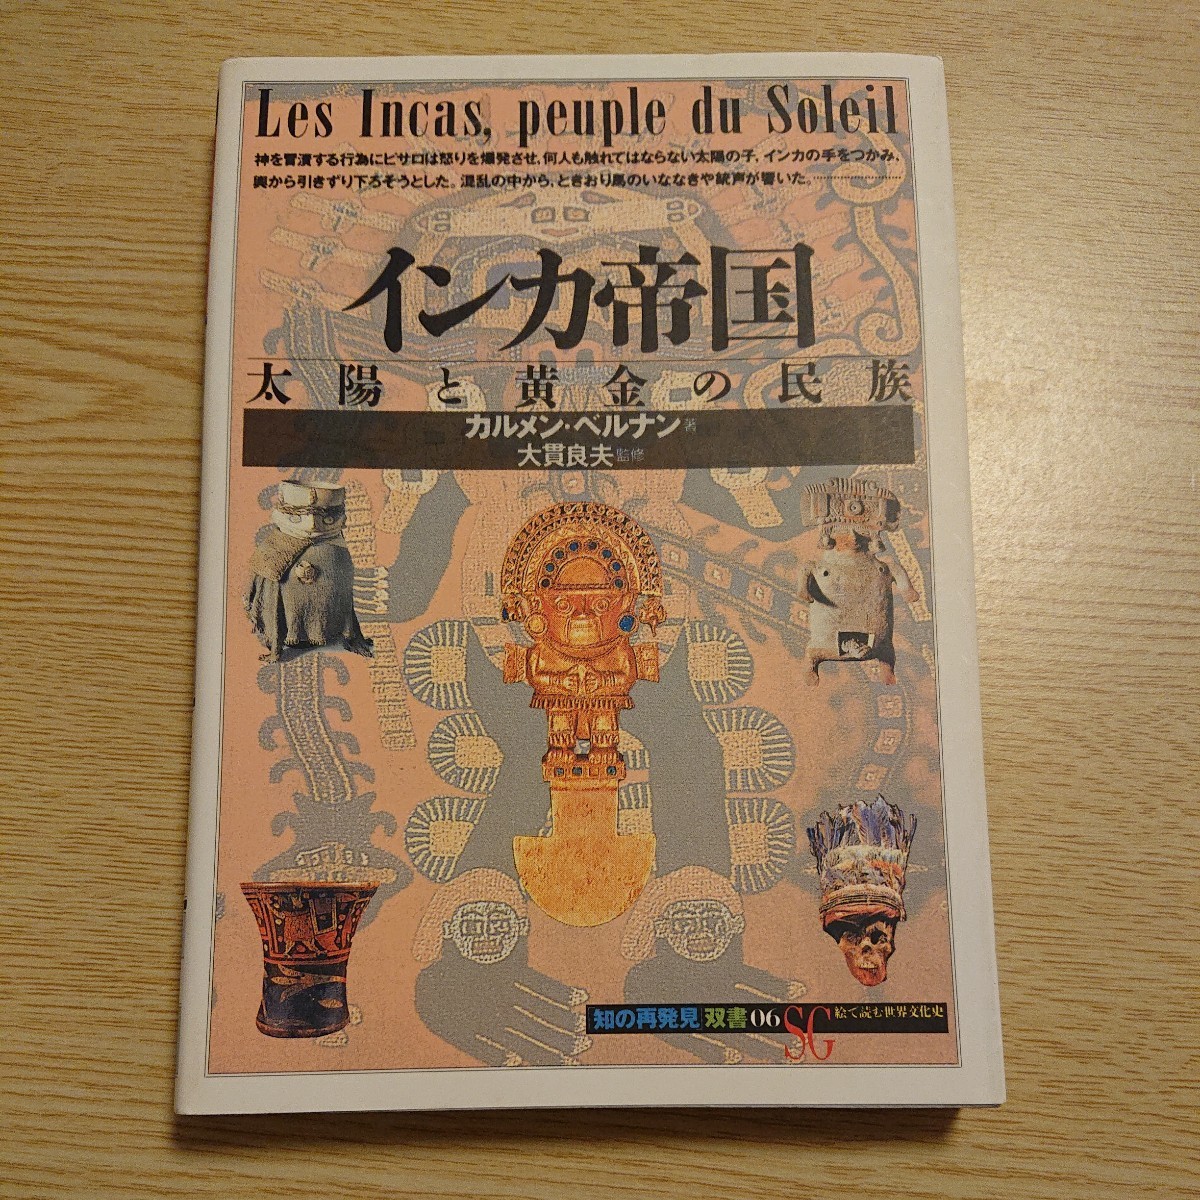 Les Incas, peuple du Soleil
神を冒瀆する行為にピサロは怒りを爆発させ、何人も触れてはならない太陽の子、インカの手をつかみ、
輿から引きずり下ろそうとした。混乱の中から、ときおり馬のいななきや銃声が響いた。
インカ帝国
太陽と黄金の民族
カルメン・ベルナン 著
大貫良夫 監修
知の再発見 双書 06 SG 絵で読む世界文化史